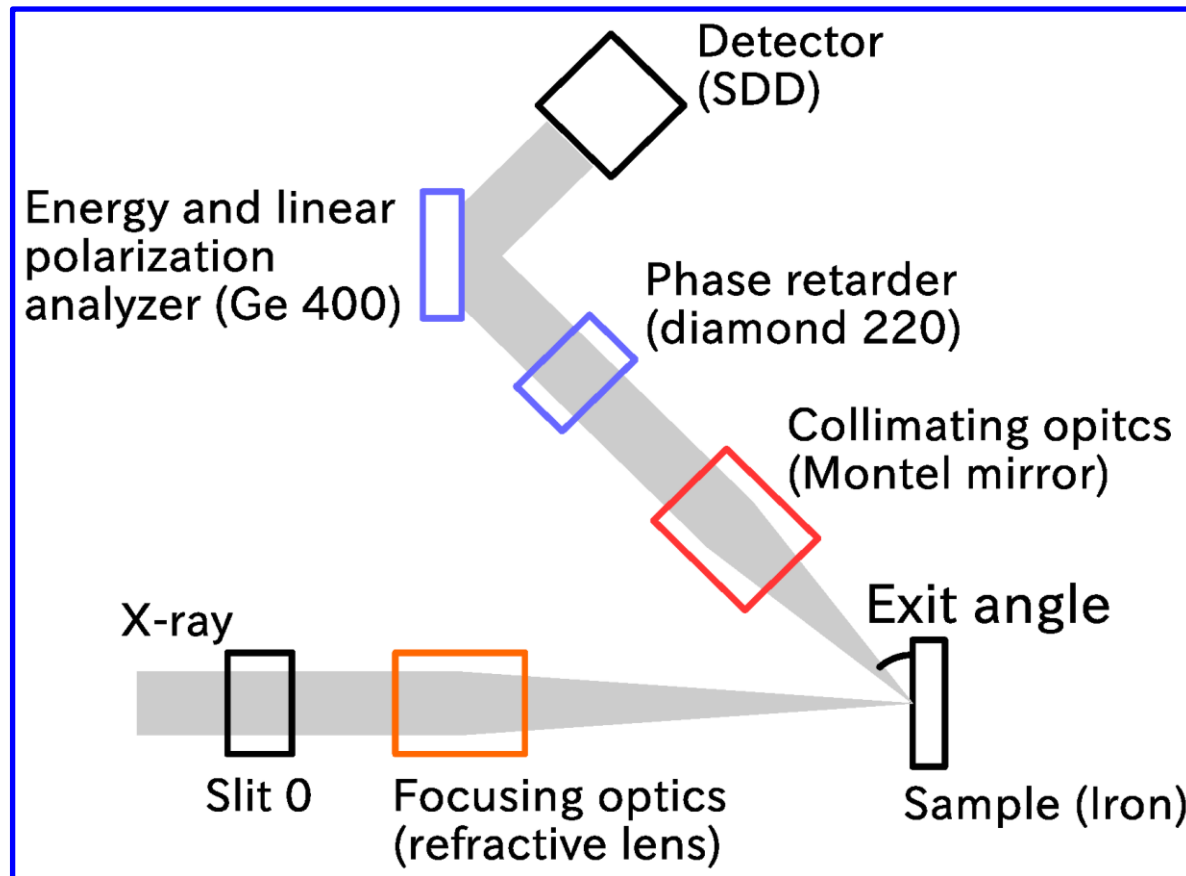 Detector
(SDD)
Energy and linear
polarization
analyzer (Ge 400)
Phase retarder
(diamond 220)
Collimating opitcs
(Montel mirror)
Exit angle
X-ray
Slit 0
Focusing optics
(refractive lens)
Sample (Iron)